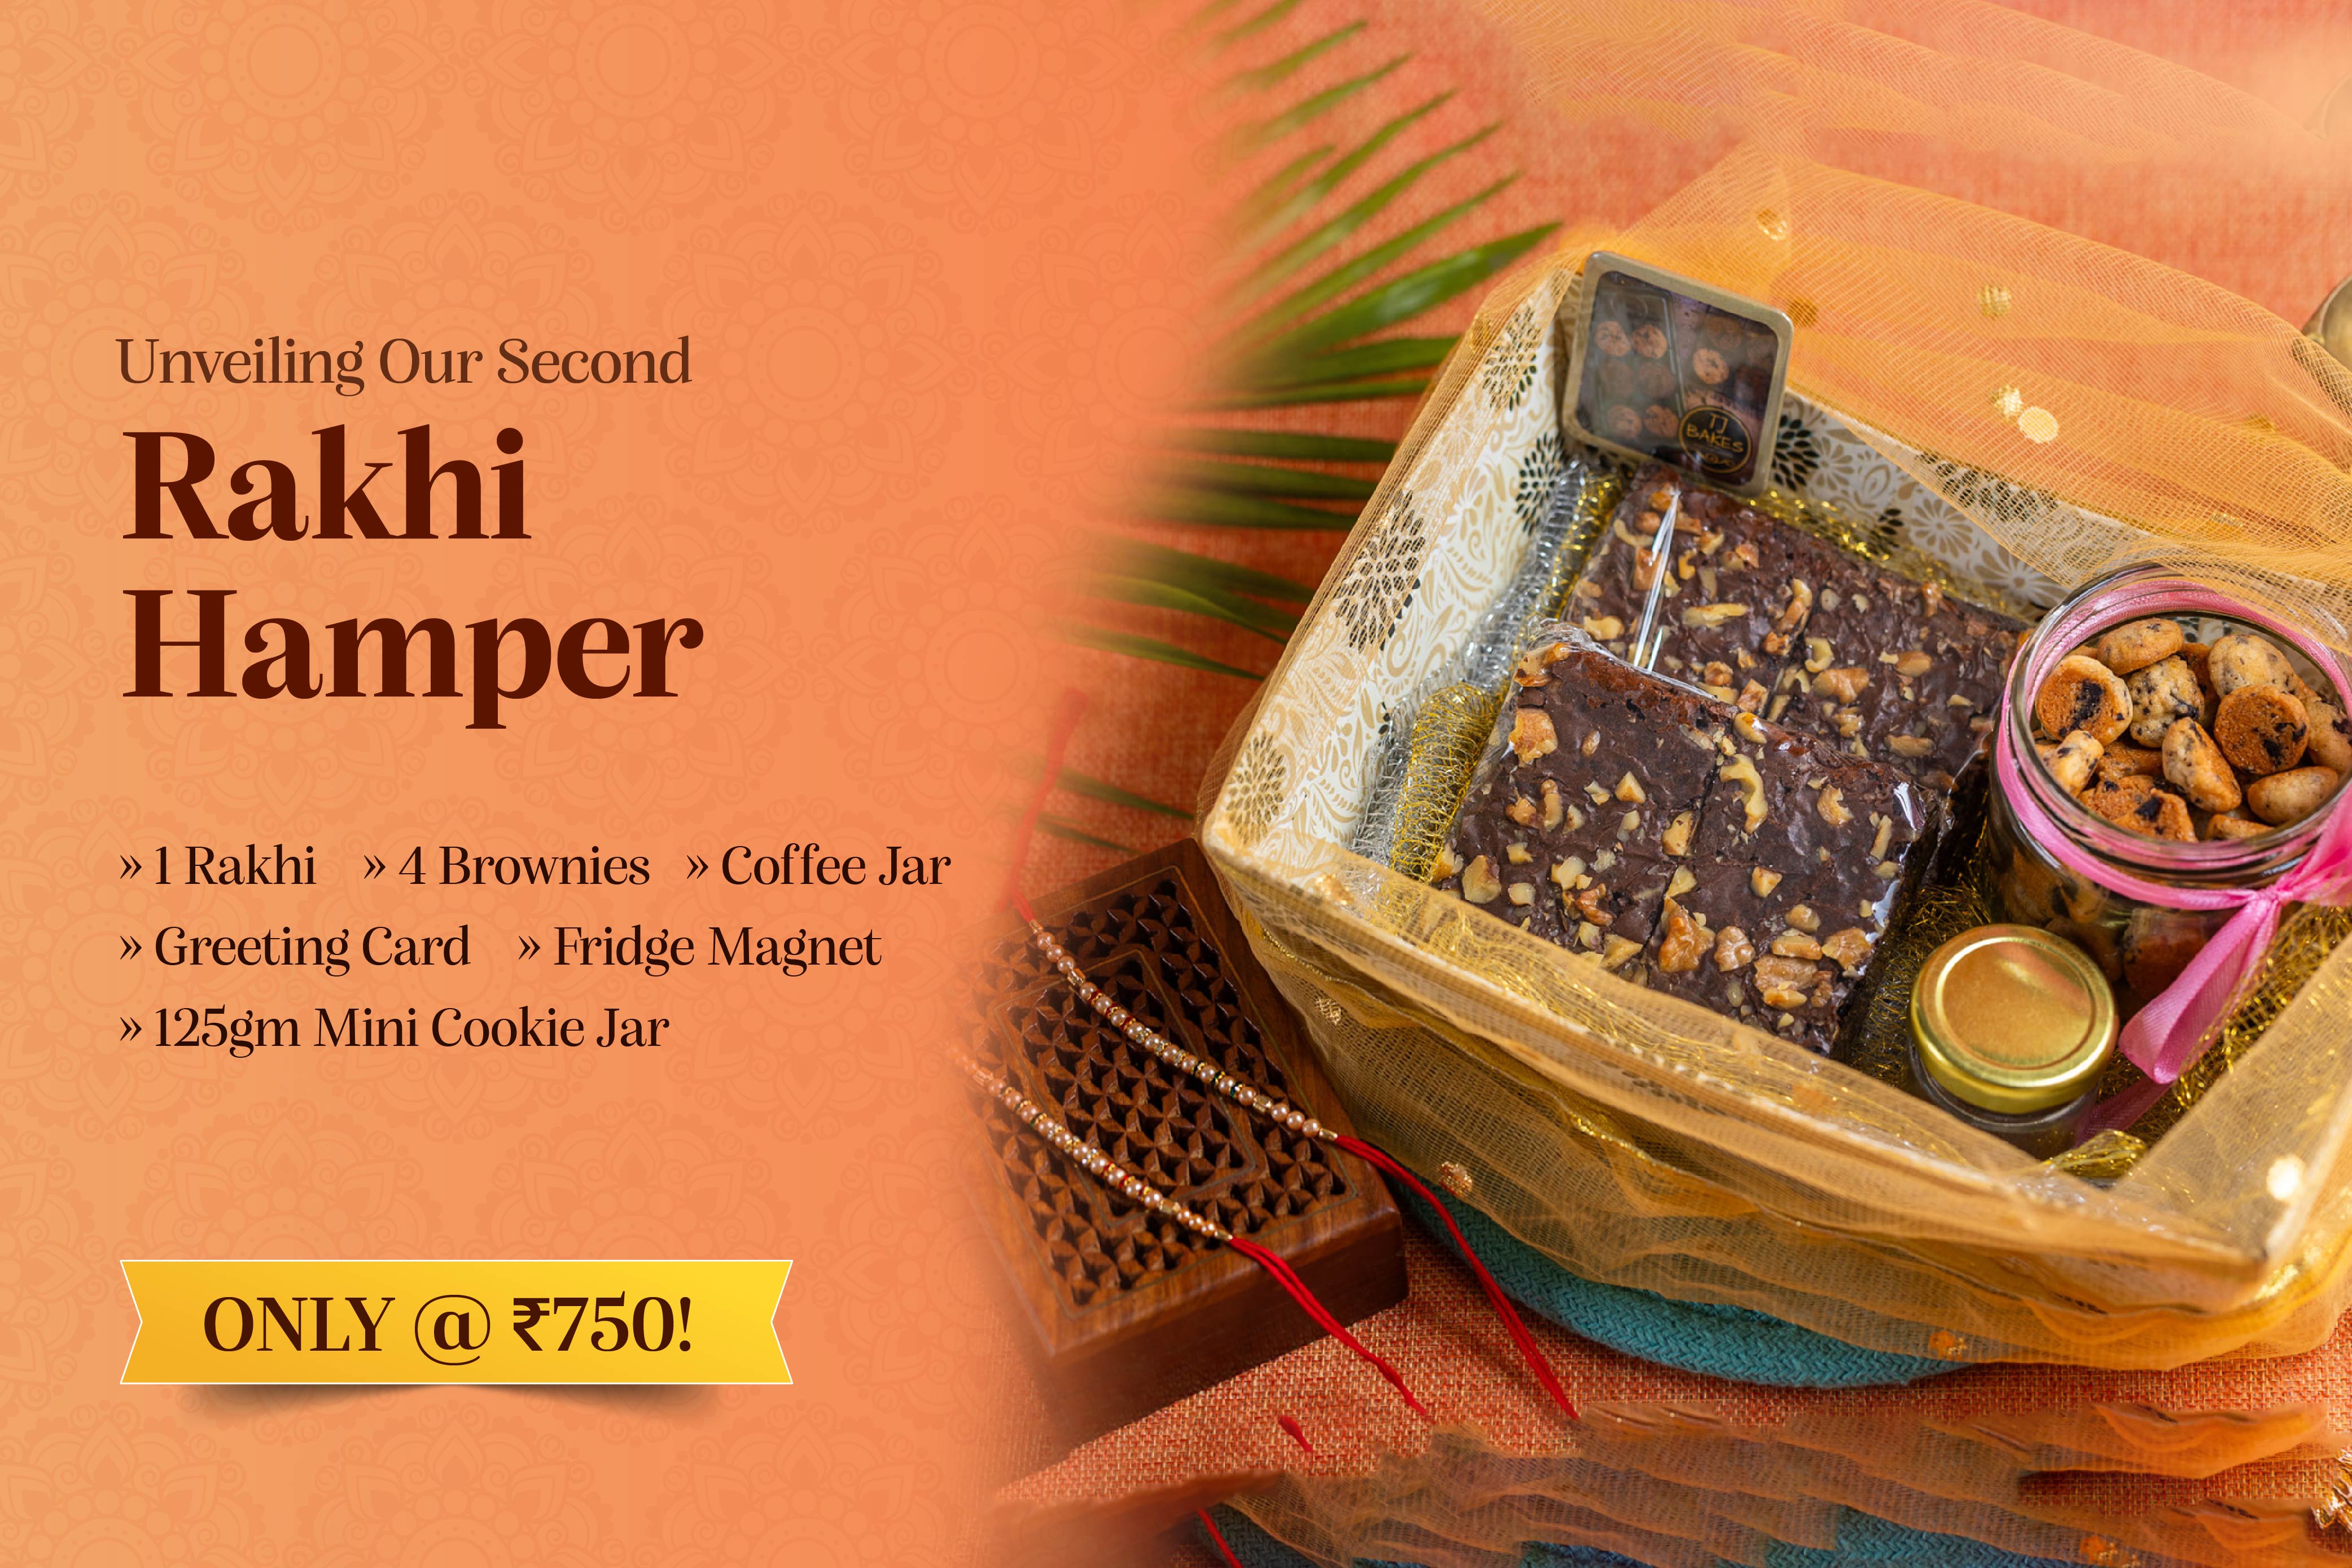 Unveiling Our Second
Rakhi
Hamper
» 1 Rakhi » 4 Brownies » Coffee Jar
» Greeting Card » Fridge Magnet
» 125gm Mini Cookie Jar
ONLY @ ₹750!
TJ
BAKES